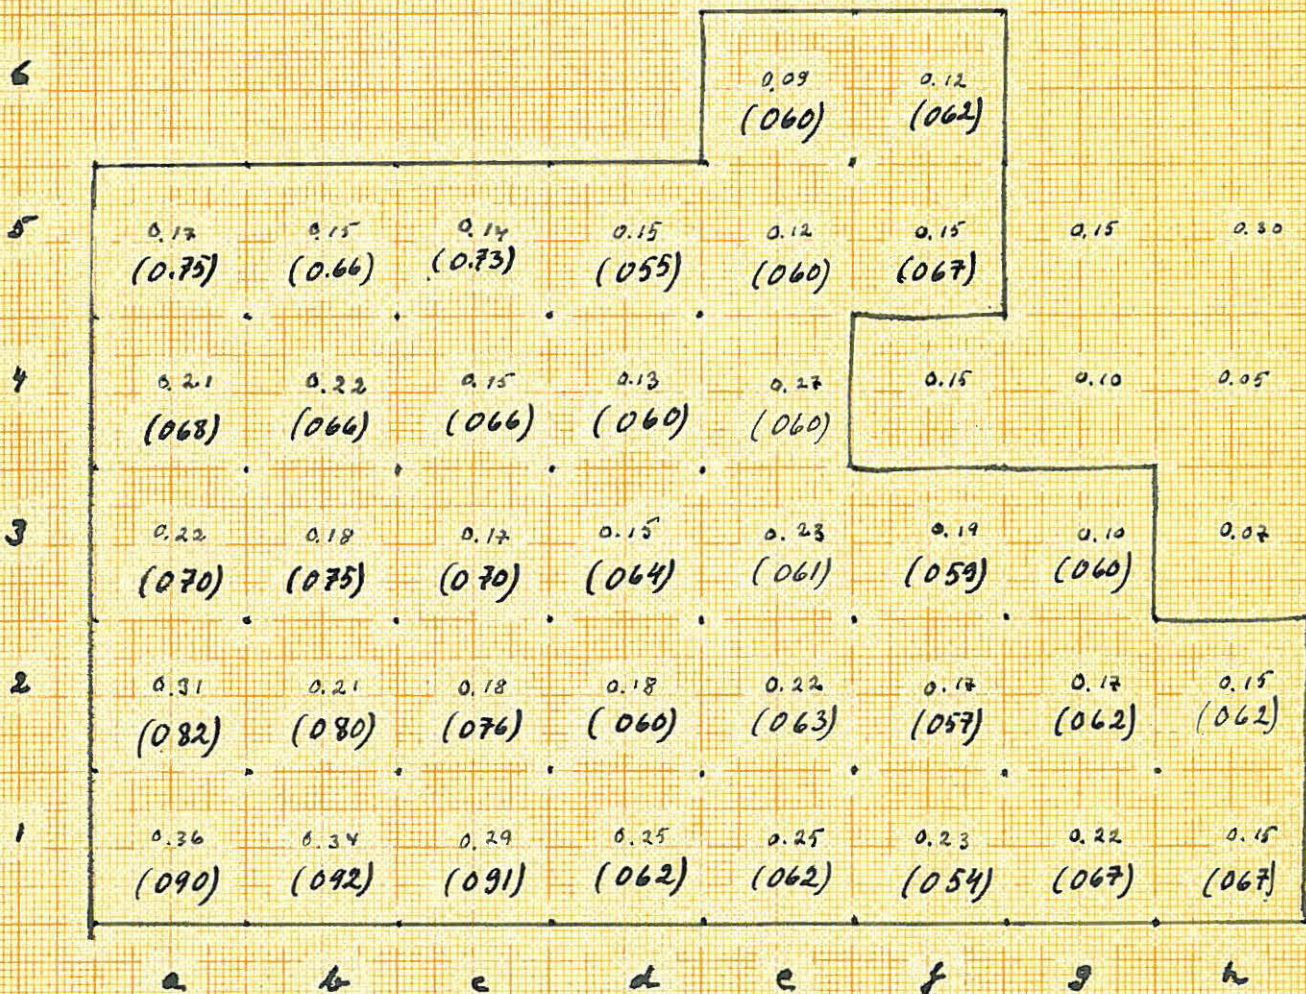 6 0.09 0.12
(060) (062)
5 0.17 0.15 0.14 0.15 0.12 0.15 0.15 0.30
(0.75) (0.66) (0.73) (055) (060) (067)
4 0.21 0.22 0.15 0.13 0.27 0.15 0.10 0.05
(068) (066) (066) (060) (060)
3 0.22 0.18 0.17 0.15 0.23 0.19 0.10 0.07
(070) (075) (070) (064) (061) (059) (060)
2 0.31 0.21 0.18 0.18 0.22 0.17 0.17 0.15
(082) (080) (076) (060) (063) (057) (062) (062)
1 0.36 0.34 0.29 0.25 0.25 0.23 0.22 0.15
(090) (092) (091) (062) (062) (054) (067) (067)
a b c d e f g h